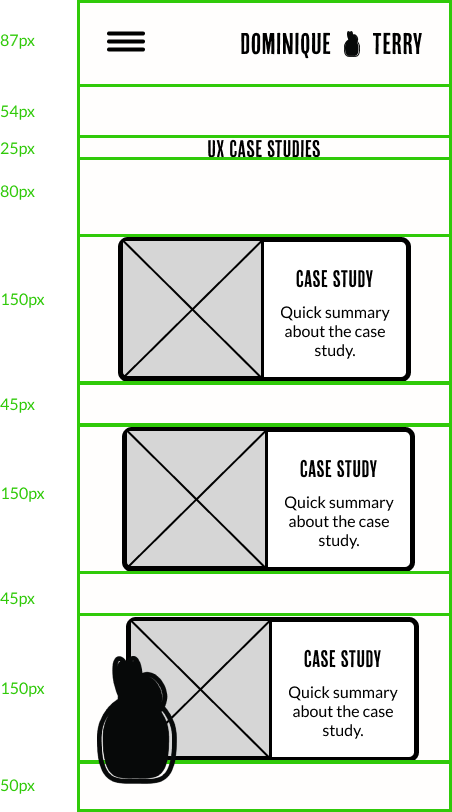 87px
DOMINIQUE TERRY
54px
25px
UX CASE STUDIES
80px
150px
CASE STUDY
Quick summary
about the case
study.
45px
150px
CASE STUDY
Quick summary
about the case
study.
45px
150px
CASE STUDY
Quick summary
about the case
study.
50px